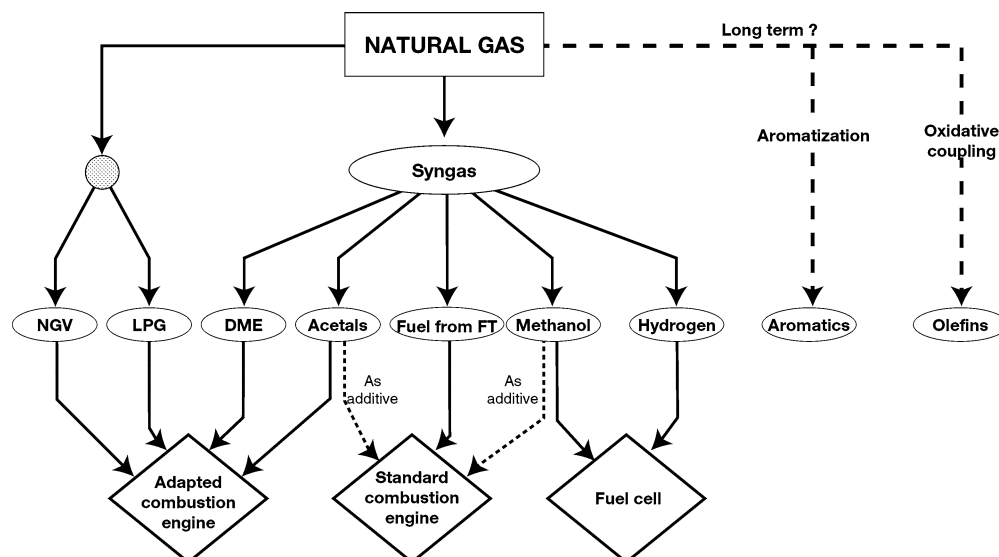 Long term ?
NATURAL GAS
Aromatization
Oxidative
coupling
Syngas
NGV
LPG
DME
Acetals
Fuel from FT
Methanol
Hydrogen
Aromatics
Olefins
As
additive
As
additive
Adapted
combustion
engine
Standard
combustion
engine
Fuel cell